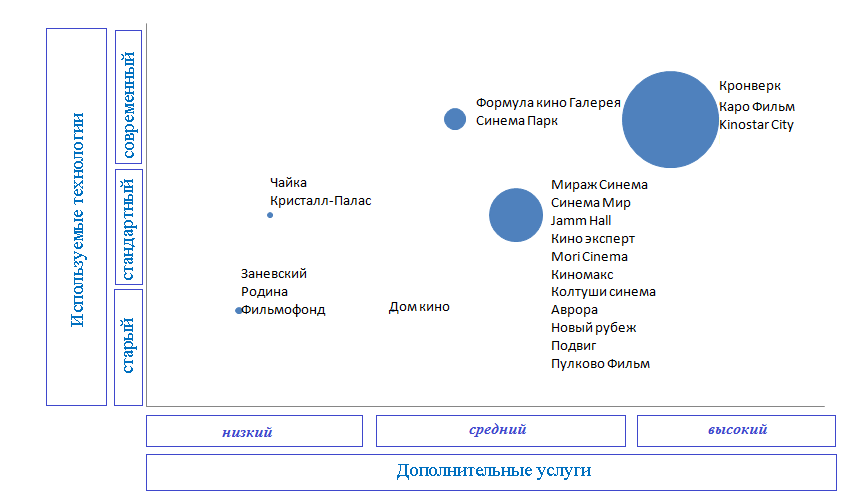 Используемые технологии
современный
стандартный
старый
Формула кино Галерея
Синема Парк
Кронверк
Каро Фильм
Kinostar City
Чайка
Кристалл-Палас
Мираж Синема
Синема Мир
Jamm Hall
Кино эксперт
Mori Cinema
Киномакс
Колтуши синема
Аврора
Новый рубеж
Подвиг
Пулково Фильм
Заневский
Родина
Фильмофонд
Дом кино
низкий
средний
высокий
Дополнительные услуги